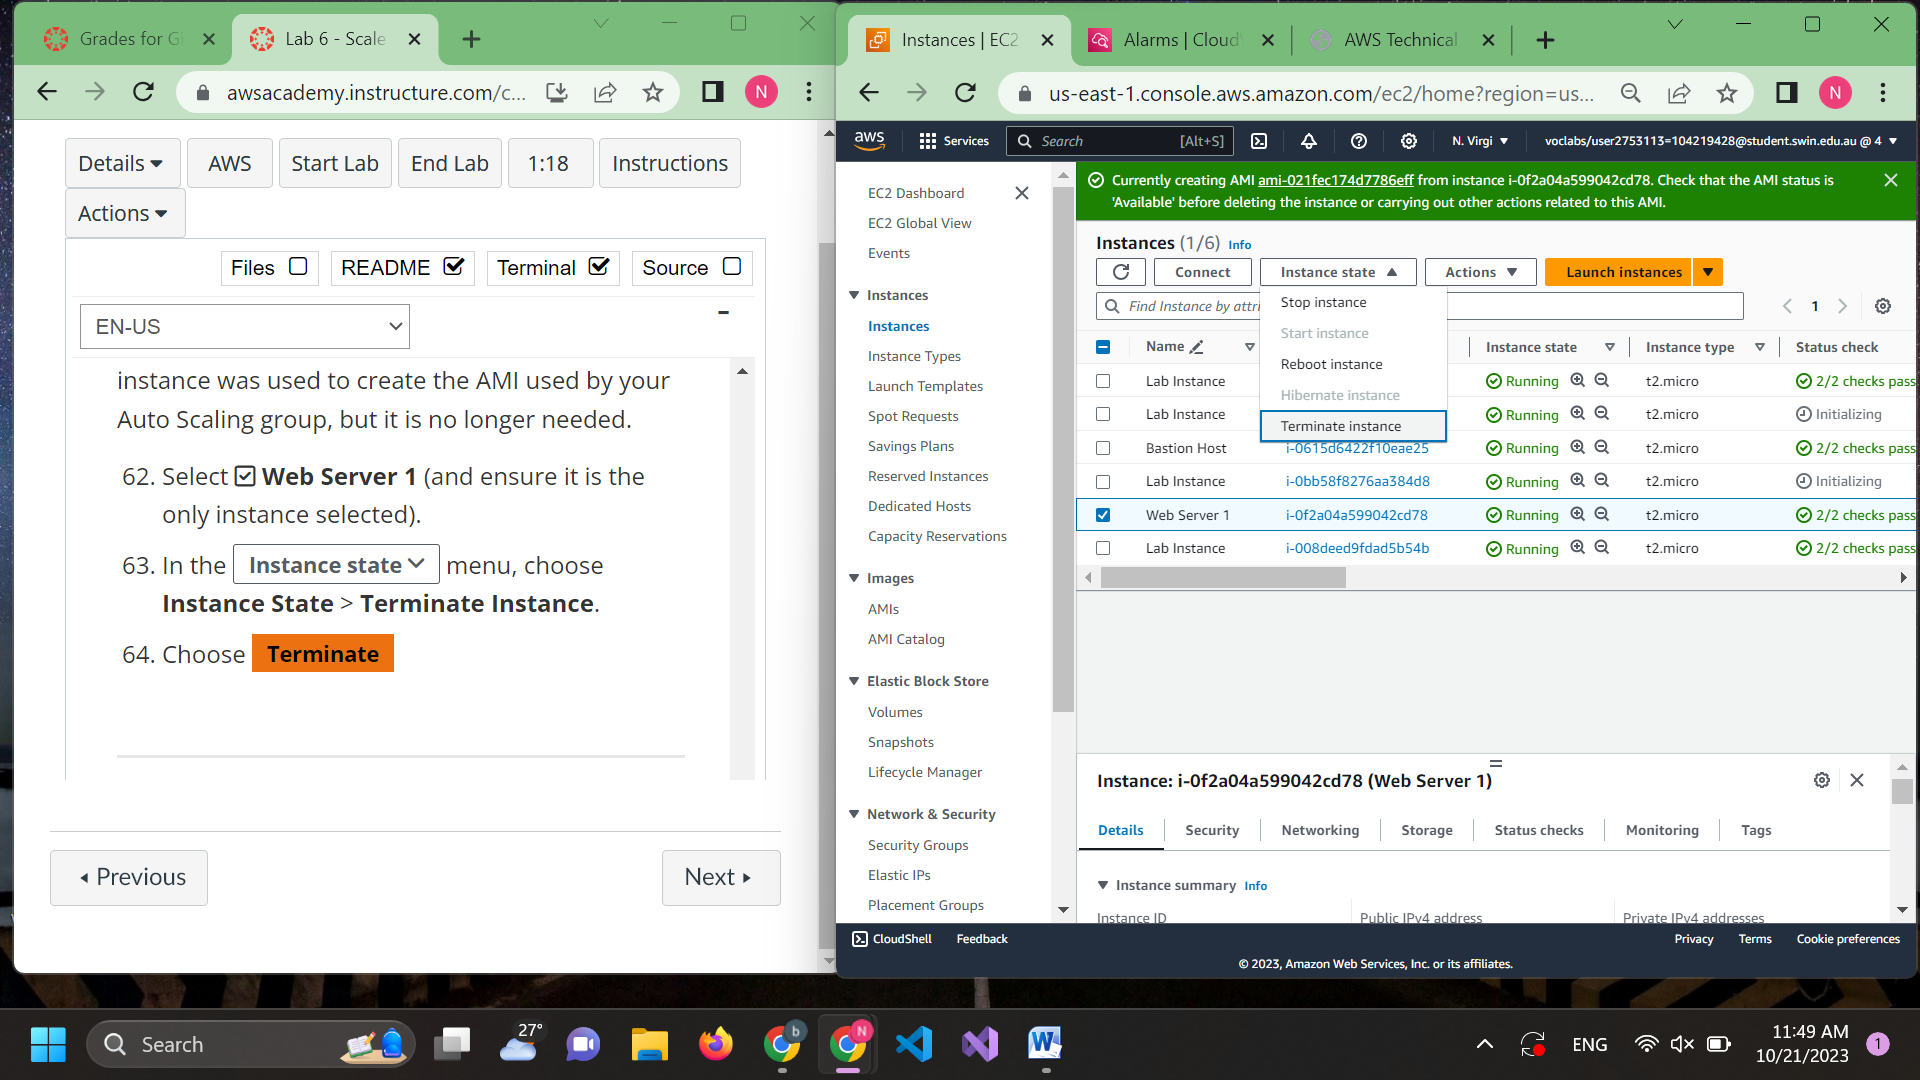 Grades for Gi
Lab 6 - Scale
awsacademy.instructure.com/c...
N
Details
AWS
Start Lab
End Lab
1:18
Instructions
Actions
Files
README
Terminal
Source
EN-US
instance was used to create the AMI used by your
Auto Scaling group, but it is no longer needed.
62. Select Web Server 1 (and ensure it is the
only instance selected).
63. In the Instance state menu, choose
Instance State > Terminate Instance.
64. Choose Terminate
Previous
Next
Instances | EC2
Alarms | Cloud
AWS Technical
us-east-1.console.aws.amazon.com/ec2/home?region=us...
N
aws
Services
Search
[Alt+S]
N. Virgi
voclabs/user2753113=104219428@student.swin.edu.au @ 4
EC2 Dashboard
EC2 Global View
Events
Instances
Instances
Instance Types
Launch Templates
Spot Requests
Savings Plans
Reserved Instances
Dedicated Hosts
Capacity Reservations
Images
AMIs
AMI Catalog
Elastic Block Store
Volumes
Snapshots
Lifecycle Manager
Network & Security
Security Groups
Elastic IPs
Placement Groups
Currently creating AMI ami-021fec174d7786eff from instance i-0f2a04a599042cd78. Check that the AMI status is
'Available' before deleting the instance or carrying out other actions related to this AMI.
Instances (1/6) Info
Connect
Instance state
Actions
Launch instances
Find Instance by attri
1
Stop instance
Start instance
Reboot instance
Hibernate instance
Terminate instance
Name
Instance state
Instance type
Status check
Lab Instance Running t2.micro 2/2 checks pass
Lab Instance Running t2.micro Initializing
Bastion Host i-0615d6422f10eae25 Running t2.micro 2/2 checks pass
Lab Instance i-0bb58f8276aa384d8 Running t2.micro Initializing
Web Server 1 i-0f2a04a599042cd78 Running t2.micro 2/2 checks pass
Lab Instance i-008deed9fdad5b54b Running t2.micro 2/2 checks pass
Instance: i-0f2a04a599042cd78 (Web Server 1)
Details
Security
Networking
Storage
Status checks
Monitoring
Tags
Instance summary Info
Instance ID
Public IPv4 address
Private IPv4 addresses
CloudShell
Feedback
Privacy
Terms
Cookie preferences
© 2023, Amazon Web Services, Inc. or its affiliates.
Search
27°
b
N
ENG
11:49 AM
10/21/2023
1